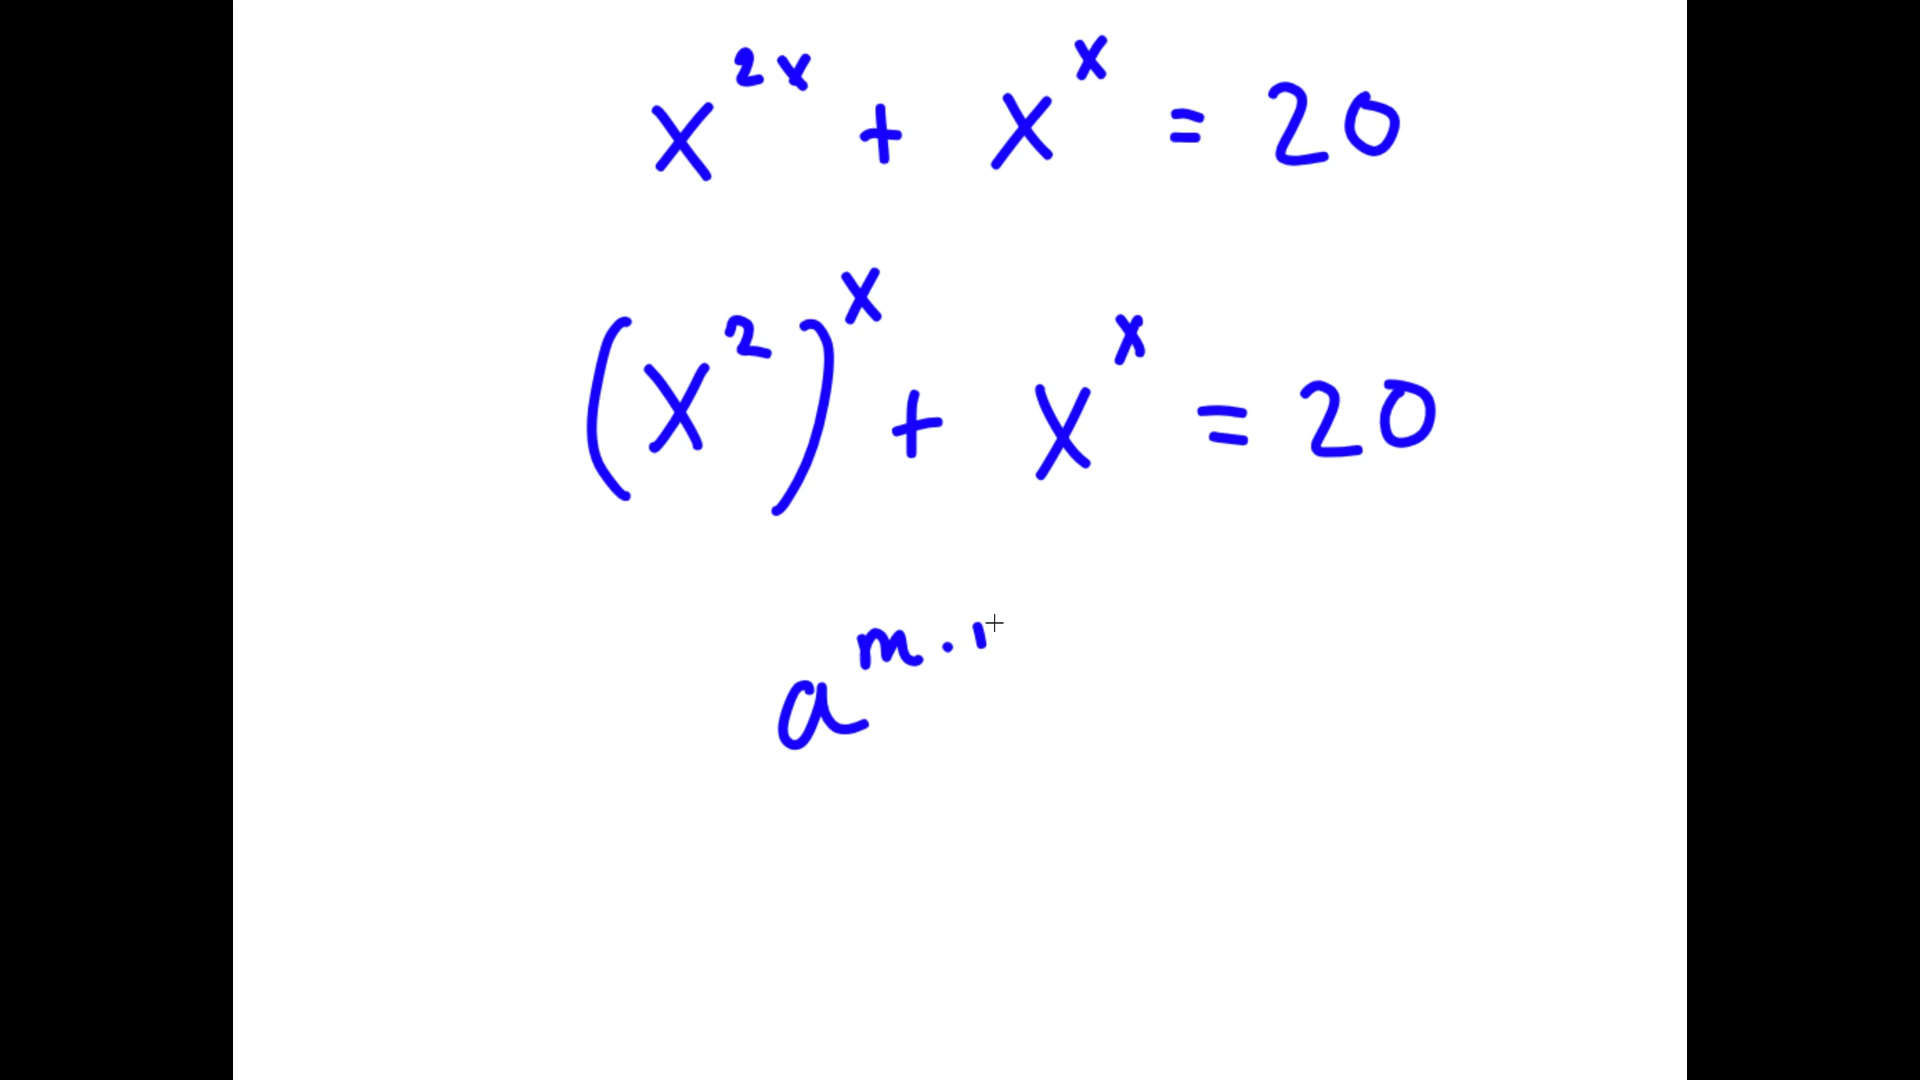 x^{2x} + x^x = 20
(x^2)^x + x^x = 20
a^{m ·